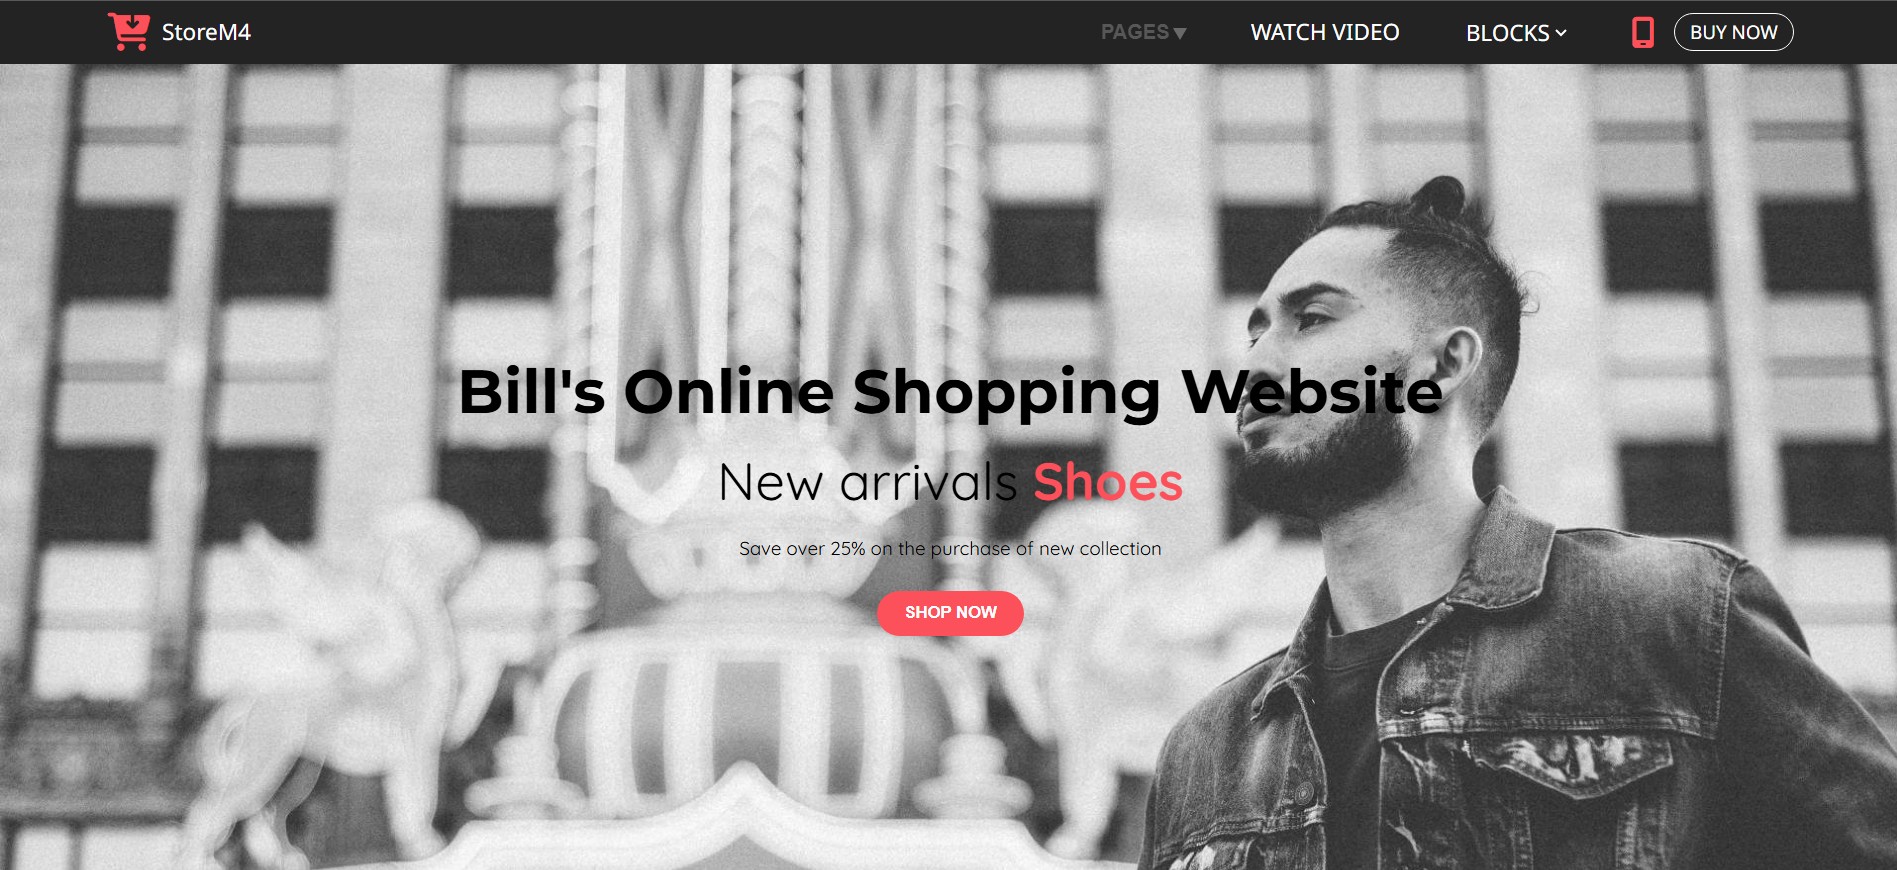 StoreM4
PAGES
WATCH VIDEO
BLOCKS
BUY NOW
Bill's Online Shopping Website
New arrivals Shoes
Save over 25% on the purchase of new collection
SHOP NOW